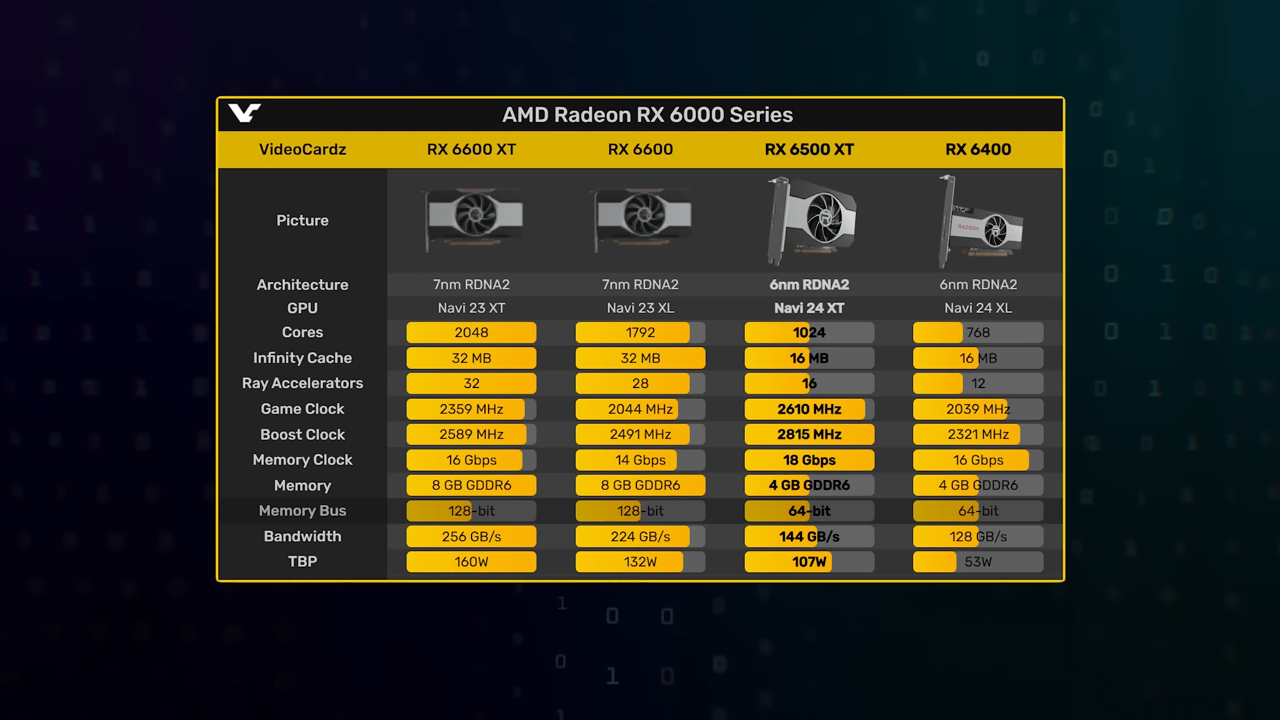 AMD Radeon RX 6000 Series
VideoCardz RX 6600 XT RX 6600 RX 6500 XT RX 6400
Picture
RADEON
Architecture 7nm RDNA2 7nm RDNA2 6nm RDNA2 6nm RDNA2
GPU Navi 23 XT Navi 23 XL Navi 24 XT Navi 24 XL
Cores 2048 1792 1024 768
Infinity Cache 32 MB 32 MB 16 MB 16 MB
Ray Accelerators 32 28 16 12
Game Clock 2359 MHz 2044 MHz 2610 MHz 2039 MHz
Boost Clock 2589 MHz 2491 MHz 2815 MHz 2321 MHz
Memory Clock 16 Gbps 14 Gbps 18 Gbps 16 Gbps
Memory 8 GB GDDR6 8 GB GDDR6 4 GB GDDR6 4 GB GDDR6
Memory Bus 128-bit 128-bit 64-bit 64-bit
Bandwidth 256 GB/s 224 GB/s 144 GB/s 128 GB/s
TBP 160W 132W 107W 53W